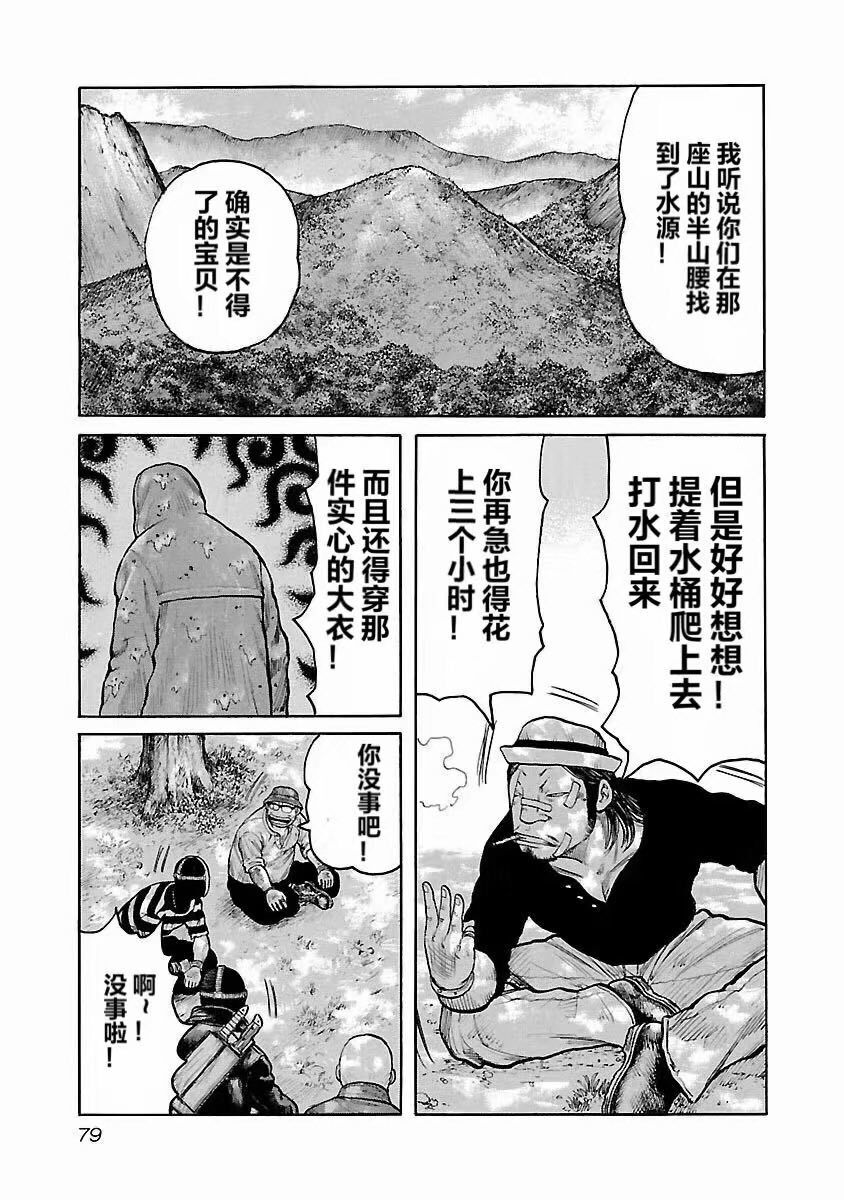 我听说你们在那
座山的半山腰找
到了水源！
确实是不得
了的宝贝！
但是好好想想！
提着水桶爬上去
打水回来
你再急也得花
上三个小时！
而且还得穿那
件实心的大衣！
你没事吧！
啊~！
没事啦！
79